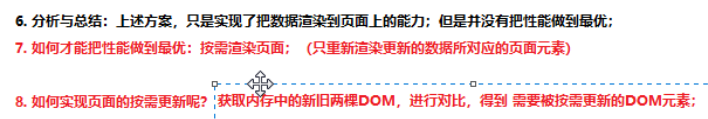 6. 分析与总结：上述方案，只是实现了把数据渲染到页面上的能力；但是并没有把性能做到最优；
7. 如何才能把性能做到最优：按需渲染页面；（只重新渲染更新的数据所对应的页面元素）
8. 如何实现页面的按需更新呢？获取内存中的新旧两棵DOM，进行对比，得到 需要被按需更新的DOM元素；